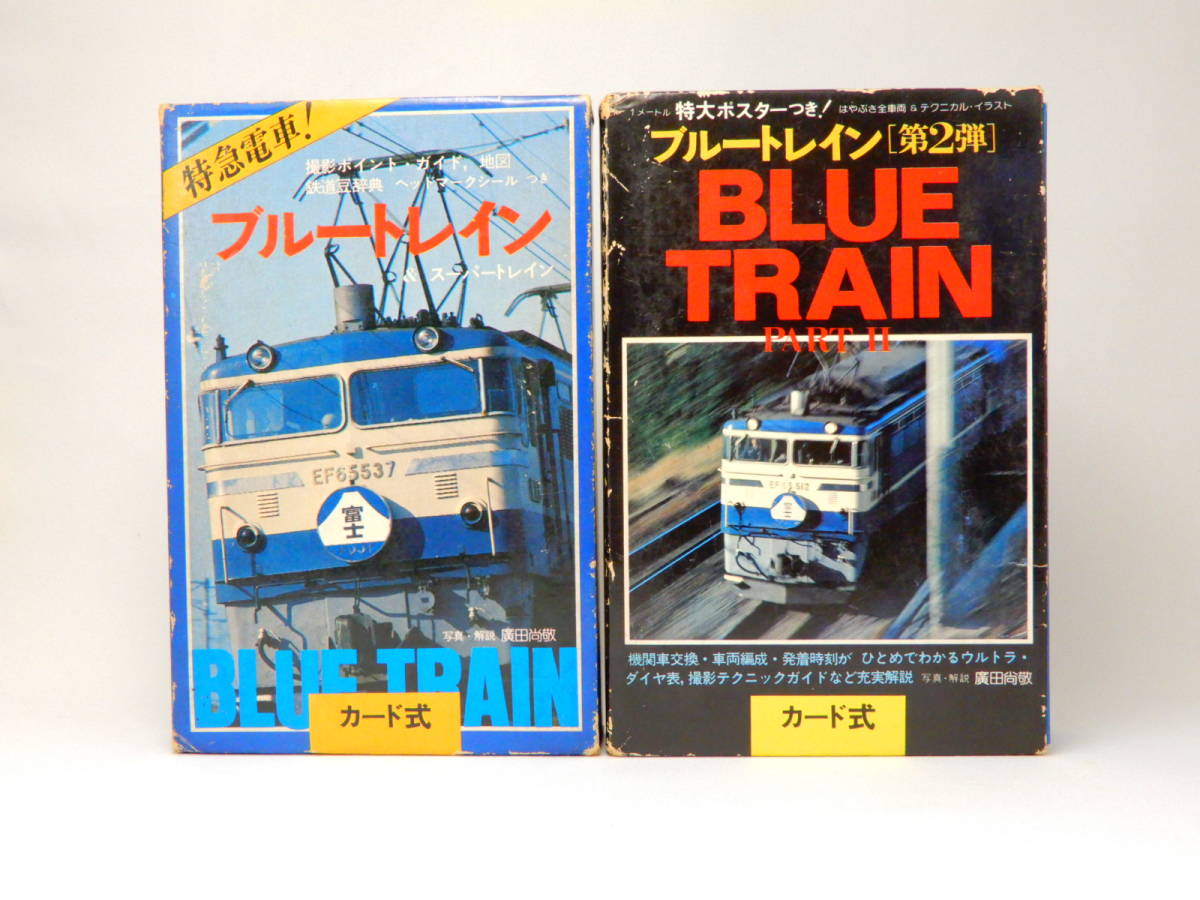 特急電車!
撮影ポイント・ガイド,地図
鉄道豆辞典 ヘッドマークシール つき
ブルートレイン
& スーパートレイン
EF65537
富士
写真・解説 廣田尚敬
BLUE TRAIN
カード式
1メートル 特大ポスターつき! はやぶさ全車両 & テクニカル・イラスト
ブルートレイン[第2弾]
BLUE
TRAIN
PART II
EF65 512
富士
機関車交換・車両編成・発着時刻が ひとめでわかるウルトラ・
ダイヤ表,撮影テクニックガイドなど充実解説 写真・解説 廣田尚敬
カード式